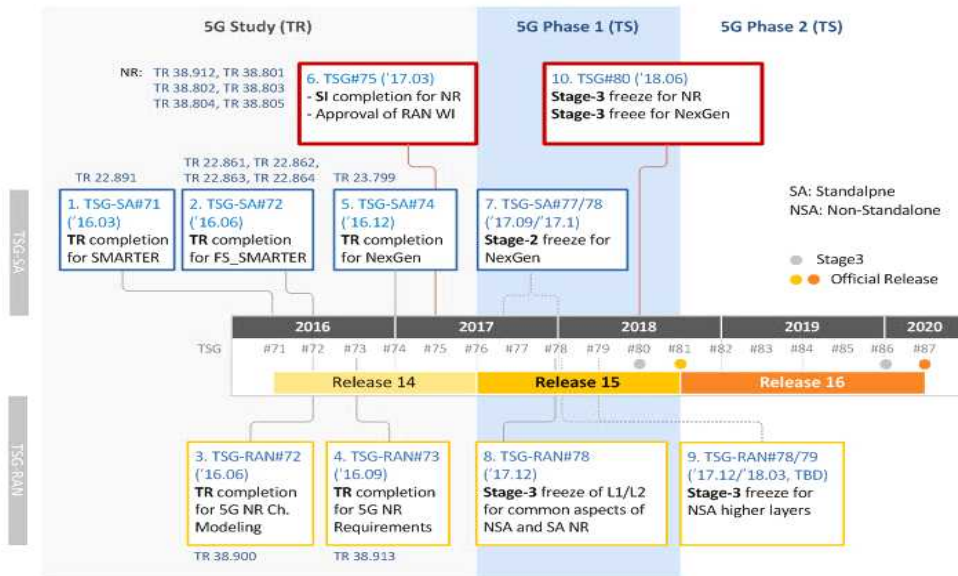 5G Study (TR)
5G Phase 1 (TS)
5G Phase 2 (TS)
NR: TR 38.912, TR 38.801
TR 38.802, TR 38.803
TR 38.804, TR 38.805
6. TSG#75 ('17.03)
- SI completion for NR
- Approval of RAN WI
10. TSG#80 ('18.06)
Stage-3 freeze for NR
Stage-3 freee for NexGen
TR 22.891
TR 22.861, TR 22.862,
TR 22.863, TR 22.864
TR 23.799
TSG-SA
1. TSG-SA#71
('16.03)
TR completion
for SMARTER
2. TSG-SA#72
('16.06)
TR completion
for FS_SMARTER
5. TSG-SA#74
('16.12)
TR completion
for NexGen
7. TSG-SA#77/78
('17.09/'17.1)
Stage-2 freeze for
NexGen
SA: Standalpne
NSA: Non-Standalone
Stage3
Official Release
2016 2017 2018 2019 2020
TSG #71 #72 #73 #74 #75 #76 #77 #78 #79 #80 #81 #82 #83 #84 #85 #86 #87
Release 14 Release 15 Release 16
TSG-RAN
3. TSG-RAN#72
('16.06)
TR completion
for 5G NR Ch.
Modeling
TR 38.900
4. TSG-RAN#73
('16.09)
TR completion
for 5G NR
Requirements
TR 38.913
8. TSG-RAN#78
('17.12)
Stage-3 freeze of L1/L2
for common aspects of
NSA and SA NR
9. TSG-RAN#78/79
('17.12/'18.03, TBD)
Stage-3 freeze for
NSA higher layers